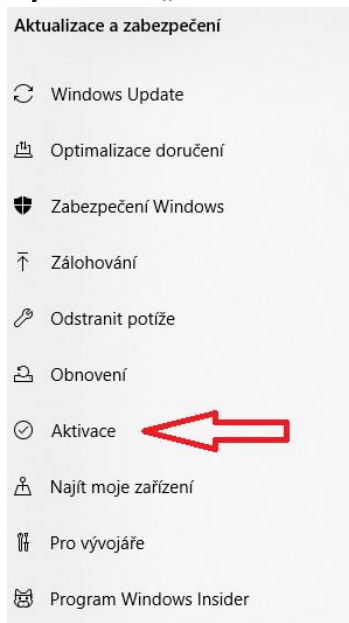 Aktualizace a zabezpečení
Windows Update
Optimalizace doručení
Zabezpečení Windows
Zálohování
Odstranit potíže
Obnovení
Aktivace
Najít moje zařízení
Pro vývojáře
Program Windows Insider